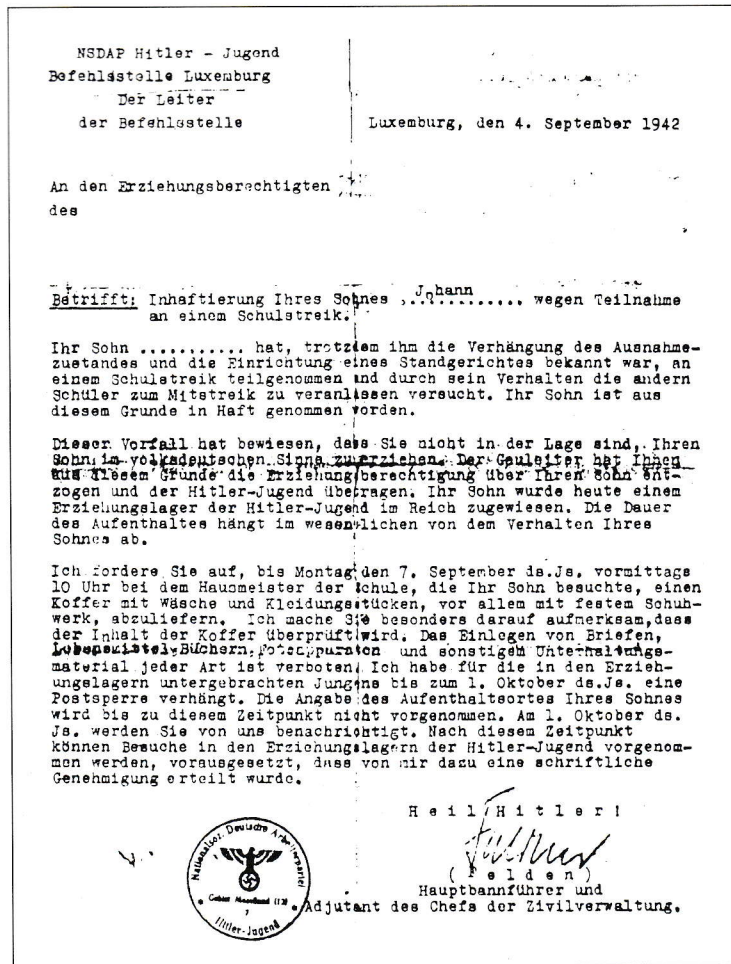 NSDAP Hitler - Jugend
Befehlsstelle Luxemburg
Der Leiter
der Befehlsstelle
Luxemburg, den 4. September 1942
An den Erziehungsberechtigten
des
Betrifft: Inhaftierung Ihres Sohnes ,Johann............ wegen Teilnahme
an einem Schulstreik.
Ihr Sohn ........... hat, trotzdem ihm die Verhängung des Ausnahme-
zustandes und die Einrichtung eines Standgerichtes bekannt war, an
einem Schulstreik teilgenommen und durch sein Verhalten die andern
Schüler zum Mitstreik zu veranlassen versucht. Ihr Sohn ist aus
diesem Grunde in Haft genommen worden.
Dieser Vorfall hat bewiesen, dass Sie nicht in der Lage sind, Ihren
Sohn im volksdeutschen Sinne zu erziehen. Der Gauleiter hat Ihnen
aus diesem Grunde die Erziehungsberechtigung über Ihren Sohn ent-
zogen und der Hitler-Jugend übertragen. Ihr Sohn wurde heute einem
Erziehungslager der Hitler-Jugend im Reich zugewiesen. Die Dauer
des Aufenthaltes hängt im wesentlichen von dem Verhalten Ihres
Sohnes ab.
Ich fordere Sie auf, bis Montag den 7. September ds.Js. vormittags
10 Uhr bei dem Hausmeister der Schule, die Ihr Sohn besuchte, einen
Koffer mit Wäsche und Kleidungsstücken, vor allem mit festem Schuh-
werk, abzuliefern. Ich mache Sie besonders darauf aufmerksam,dass
der Inhalt der Koffer überprüft wird. Das Einlegen von Briefen,
Lebensmittel,Büchern,Fotoappuraten und sonstigem Unterhaltungs-
material jeder Art ist verboten. Ich habe für die in den Erzieh-
ungslagern untergebrachten Jungens bis zum 1. Oktober ds.Js. eine
Postsperre verhängt. Die Angabe des Aufenthaltsortes Ihres Sohnes
wird bis zu diesem Zeitpunkt nicht vorgenommen. Am 1. Oktober ds.
Js. werden Sie von uns benachrichtigt. Nach diesem Zeitpunkt
können Besuche in den Erziehungslagern der Hitler-Jugend vorgenom-
men werden, vorausgesetzt, dass von mir dazu eine schriftliche
Genehmigung erteilt wurde.
Heil Hitler!
(Felden)
Hauptbannführer und
Adjutant des Chefs der Zivilverwaltung.
Nationalsoz. Deutsche Arbeiterpartei
Gebiet Moselland (12)
7
Hitler-Jugend